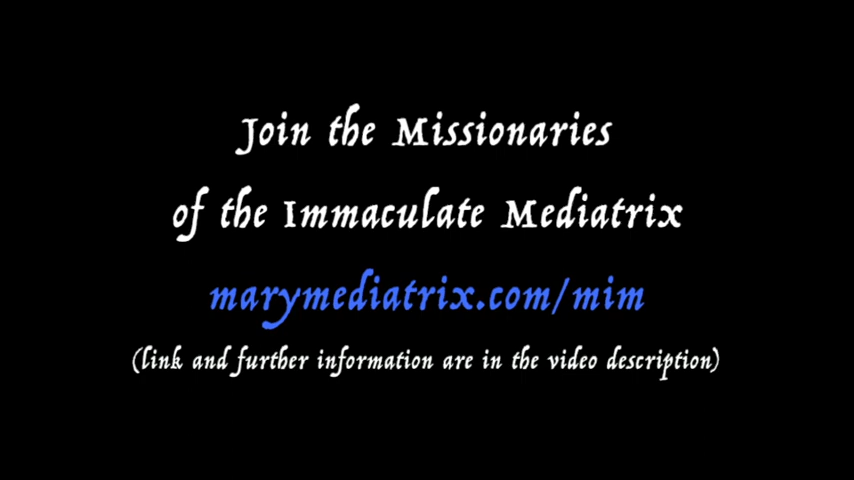 Join the Missionaries
of the Immaculate Mediatrix
marymediatrix.com/mim
(link and further information are in the video description)